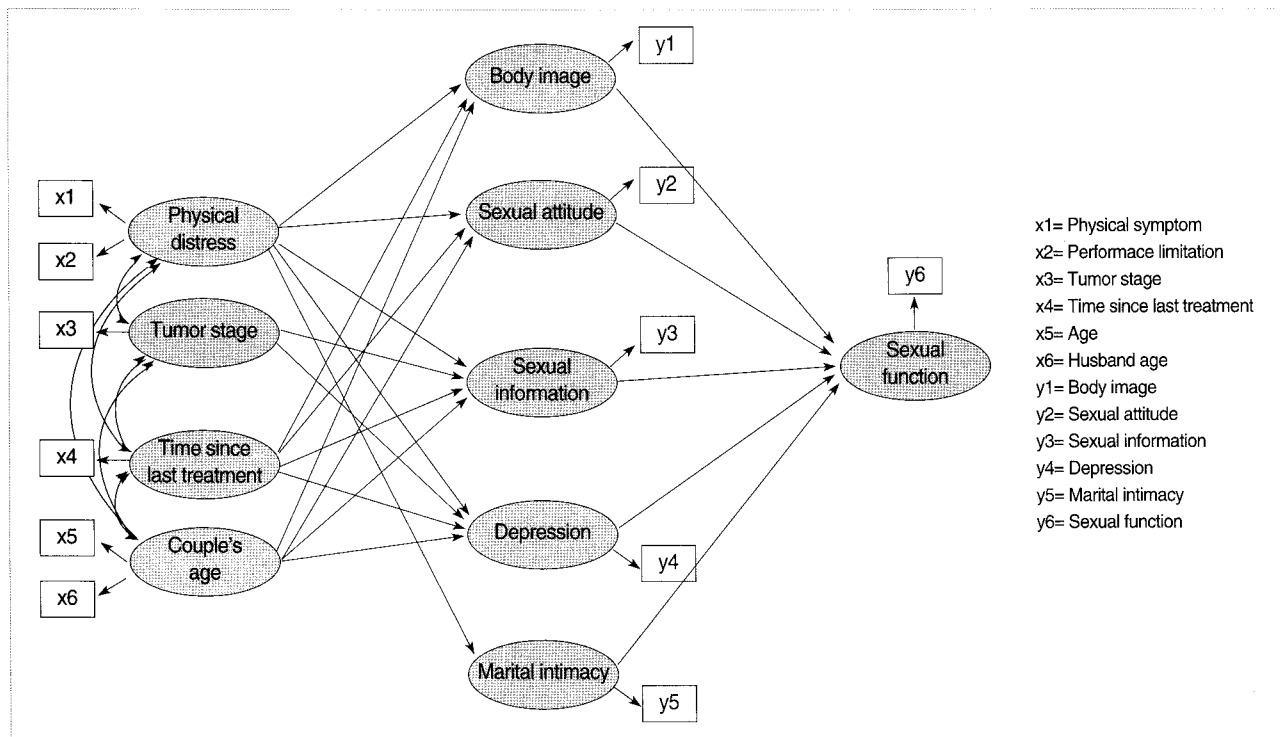 Body image
y1
Sexual attitude
y2
x1
Physical
distress
x2
x3
Tumor stage
Sexual
information
y3
x4
Time since
last treatment
x5
Couple's
age
x6
Depression
y4
Marital intimacy
y5
y6
Sexual
function
x1= Physical symptom
x2= Performace limitation
x3= Tumor stage
x4= Time since last treatment
x5= Age
x6= Husband age
y1= Body image
y2= Sexual attitude
y3= Sexual information
y4= Depression
y5= Marital intimacy
y6= Sexual function